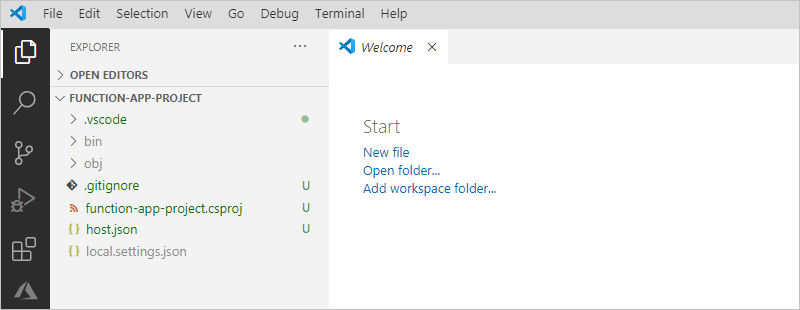 File Edit Selection View Go Debug Terminal Help
EXPLORER ...
OPEN EDITORS
FUNCTION-APP-PROJECT
.vscode
bin
obj
.gitignore U
function-app-project.csproj U
{ } host.json U
{ } local.settings.json
Welcome
Start
New file
Open folder...
Add workspace folder...